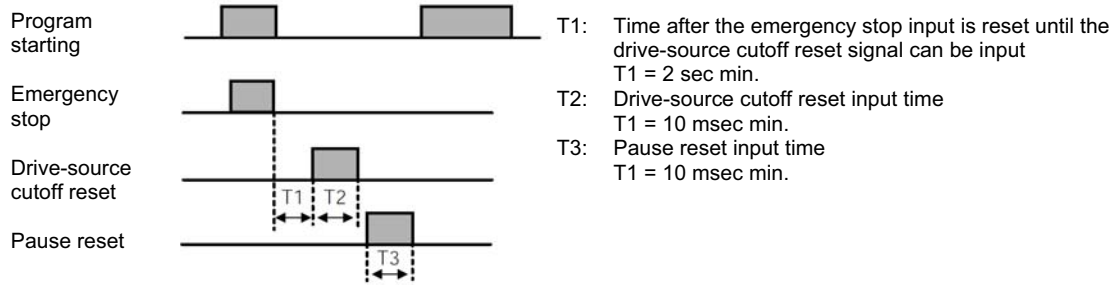 Program
starting
Emergency
stop
Drive-source
cutoff reset
Pause reset
T1
T2
T3
T1: Time after the emergency stop input is reset until the
drive-source cutoff reset signal can be input
T1 = 2 sec min.
T2: Drive-source cutoff reset input time
T1 = 10 msec min.
T3: Pause reset input time
T1 = 10 msec min.